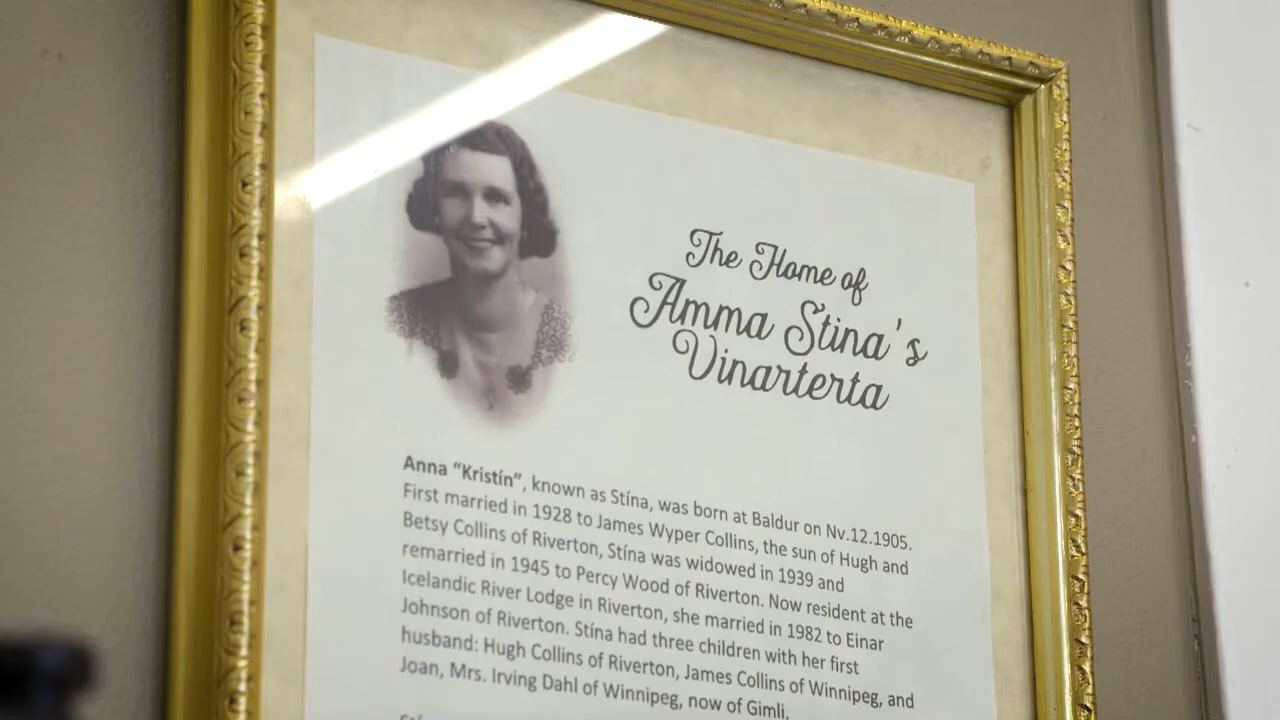 The Home of
Amma Stina's
Vinarterta
Anna “Kristín”, known as Stína, was born at Baldur on Nv.12.1905.
First married in 1928 to James Wyper Collins, the sun of Hugh and
Betsy Collins of Riverton, Stína was widowed in 1939 and
remarried in 1945 to Percy Wood of Riverton. Now resident at the
Icelandic River Lodge in Riverton, she married in 1982 to Einar
Johnson of Riverton. Stína had three children with her first
husband: Hugh Collins of Riverton, James Collins of Winnipeg, and
Joan, Mrs. Irving Dahl of Winnipeg, now of Gimli.